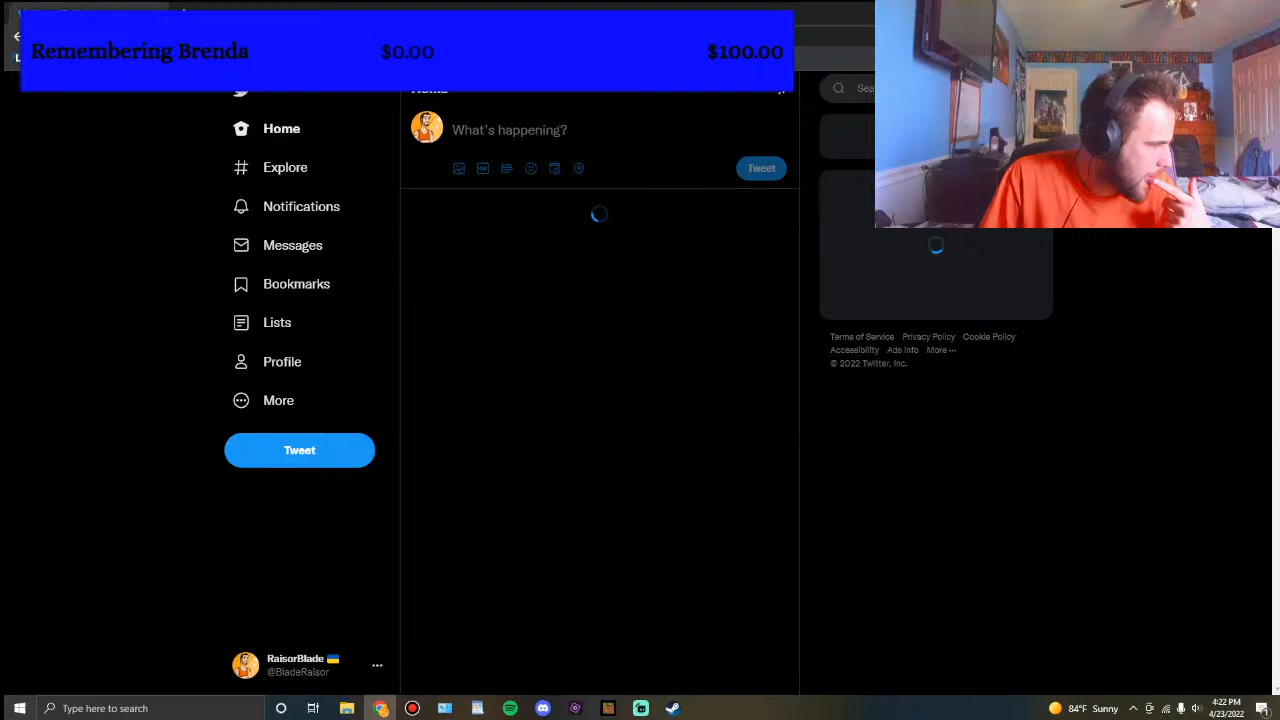 Remembering Brenda $0.00 $100.00
Home
What's happening?
Tweet
Home
Explore
Notifications
Messages
Bookmarks
Lists
Profile
More
Tweet
RaisorBlade
@BladeRaisor
Sea
Terms of Service Privacy Policy Cookie Policy
Accessibility Ads info More ···
© 2022 Twitter, Inc.
Type here to search
84°F Sunny
4:22 PM
4/23/2022